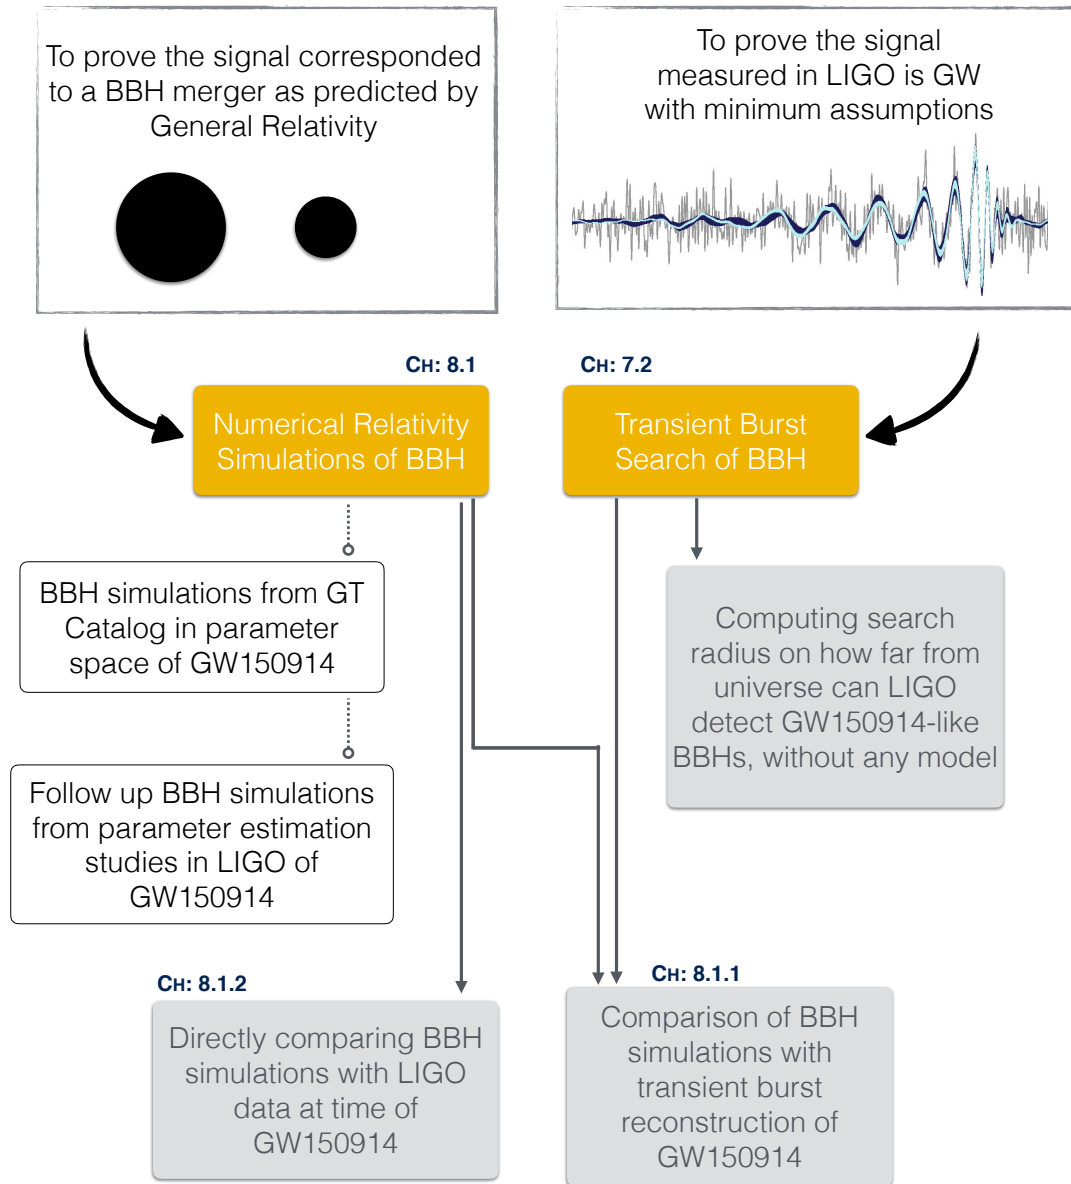 To prove the signal corresponded
to a BBH merger as predicted by
General Relativity
To prove the signal
measured in LIGO is GW
with minimum assumptions
CH: 8.1
Numerical Relativity
Simulations of BBH
CH: 7.2
Transient Burst
Search of BBH
BBH simulations from GT
Catalog in parameter
space of GW150914
Computing search
radius on how far from
universe can LIGO
detect GW150914-like
BBHs, without any model
Follow up BBH simulations
from parameter estimation
studies in LIGO of
GW150914
CH: 8.1.2
Directly comparing BBH
simulations with LIGO
data at time of
GW150914
CH: 8.1.1
Comparison of BBH
simulations with
transient burst
reconstruction of
GW150914